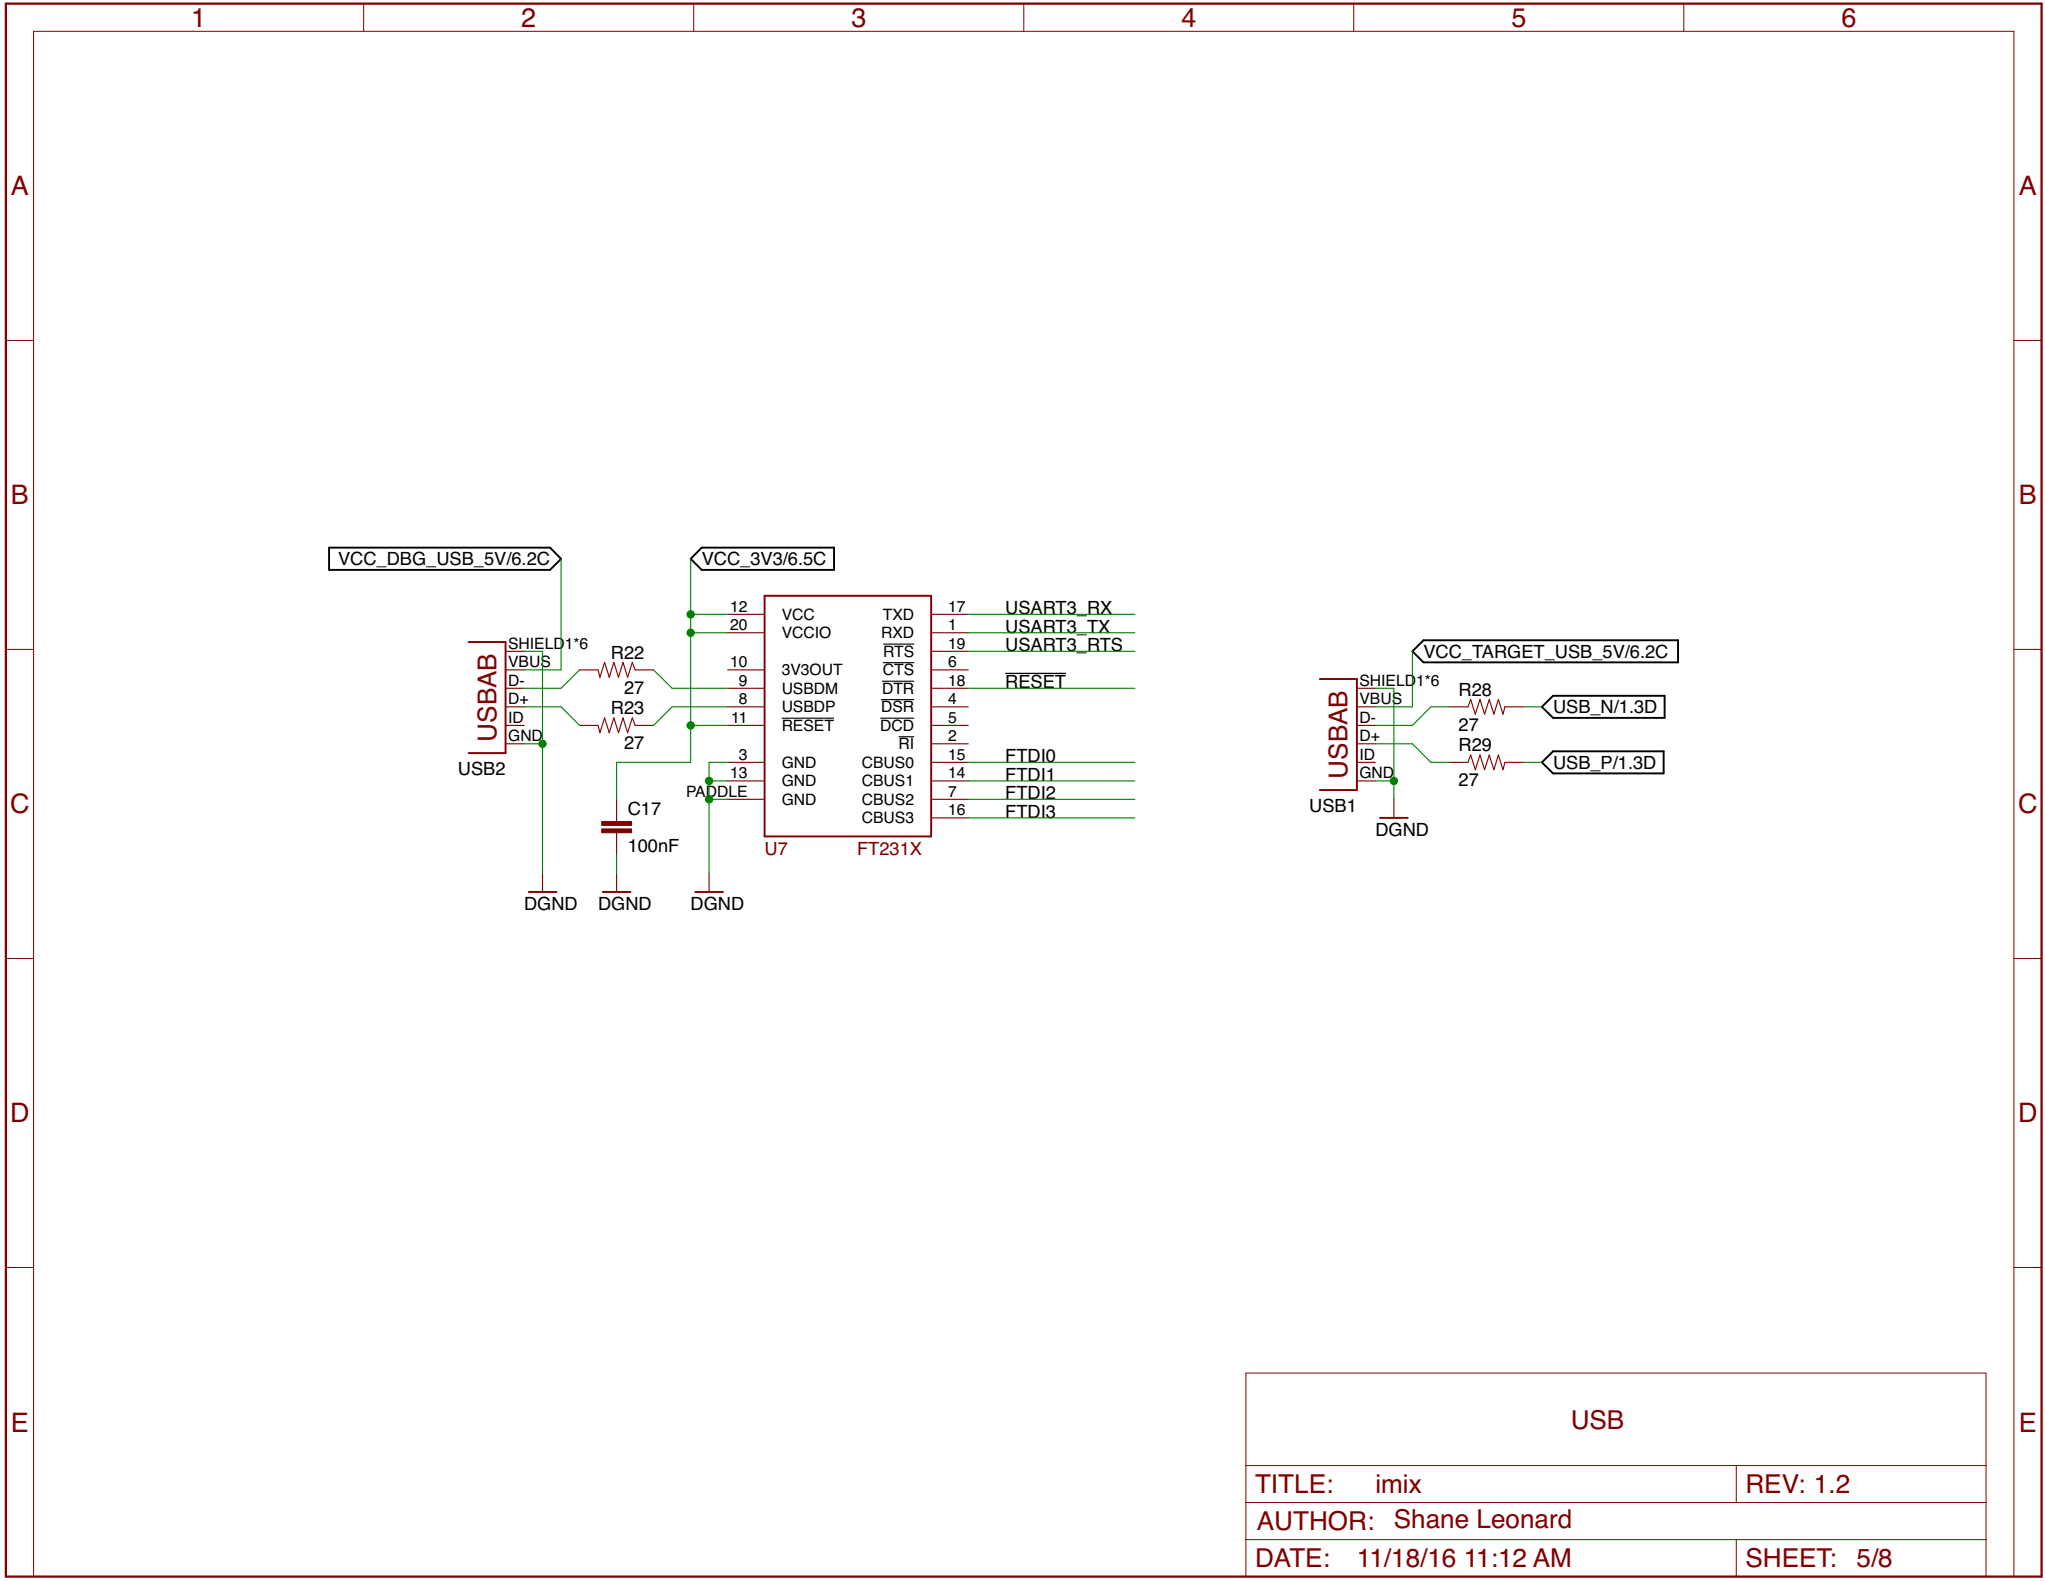 1 2 3 4 5 6
A A
B B
C C
D D
E E
VCC_DBG_USB_5V/6.2C
VCC_3V3/6.5C
USBAB
SHIELD1*6
VBUS
D-
D+
ID
GND
USB2
R22
27
R23
27
C17
100nF
DGND
DGND
DGND
PADDLE
12 VCC TXD 17 USART3_RX
20 VCCIO RXD 1 USART3_TX
RTS 19 USART3_RTS
10 3V3OUT CTS 6
9 USBDM DTR 18 RESET
8 USBDP DSR 4
11 RESET DCD 5
RI 2
3 GND CBUS0 15 FTDI0
13 GND CBUS1 14 FTDI1
GND CBUS2 7 FTDI2
CBUS3 16 FTDI3
U7 FT231X
VCC_TARGET_USB_5V/6.2C
USBAB
SHIELD1*6
VBUS
D-
D+
ID
GND
USB1
DGND
R28
27
USB_N/1.3D
R29
27
USB_P/1.3D
USB
TITLE: imix REV: 1.2
AUTHOR: Shane Leonard
DATE: 11/18/16 11:12 AM SHEET: 5/8